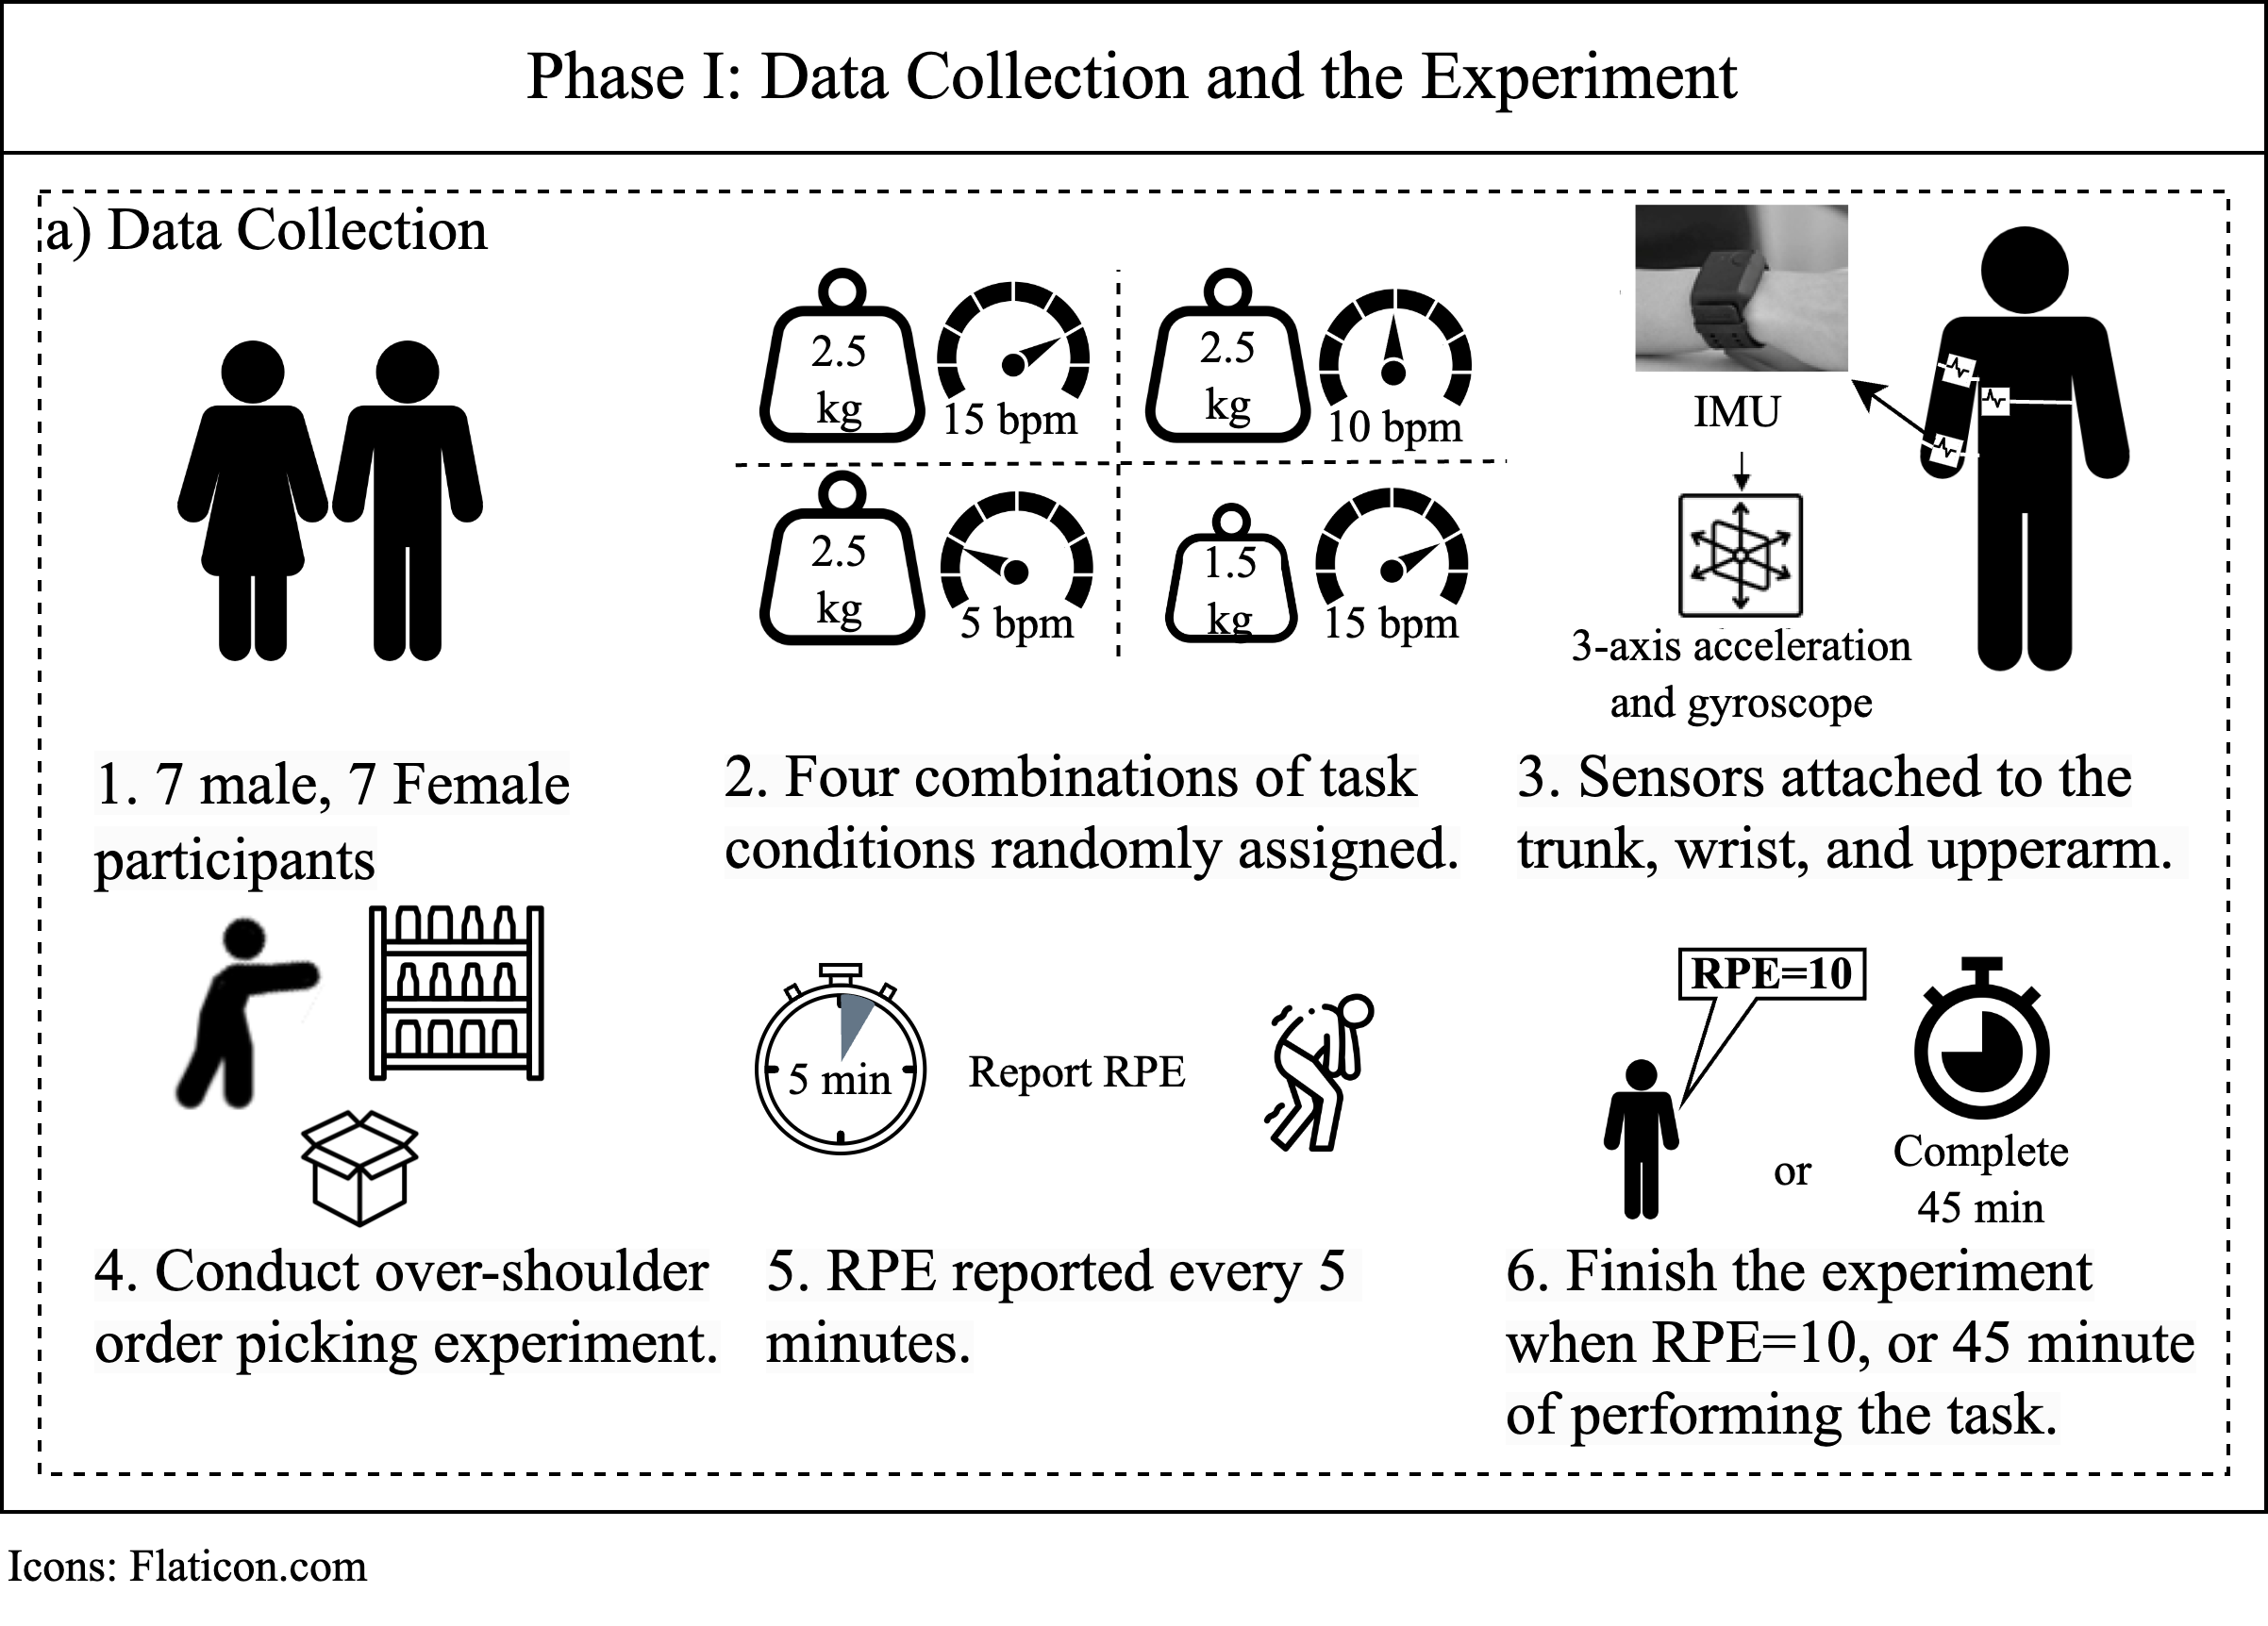 Phase I: Data Collection and the Experiment
a) Data Collection
2.5
kg
15 bpm
2.5
kg
10 bpm
2.5
kg
5 bpm
1.5
kg
15 bpm
IMU
3-axis acceleration
and gyroscope
1. 7 male, 7 Female
participants
2. Four combinations of task
conditions randomly assigned.
3. Sensors attached to the
trunk, wrist, and upperarm.
5 min
Report RPE
RPE=10
or
Complete
45 min
4. Conduct over-shoulder
order picking experiment.
5. RPE reported every 5
minutes.
6. Finish the experiment
when RPE=10, or 45 minute
of performing the task.
Icons: Flaticon.com